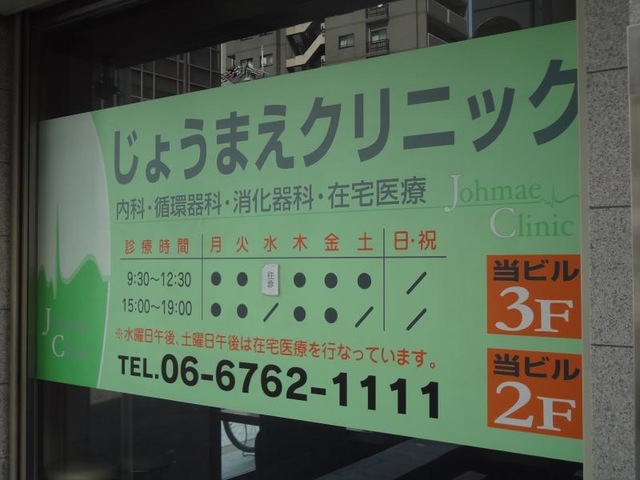 じょうまえクリニック
内科・循環器科・消化器科・在宅医療
Johmae Clinic
診療時間 月 火 水 木 金 土 日・祝
9:30～12:30 ● ● 往診 ● ● ● ／
15:00～19:00 ● ● ／ ● ● ／ ／
※水曜日午後、土曜日午後は在宅医療を行なっています。
TEL.06-6762-1111
当ビル
3F
当ビル
2F